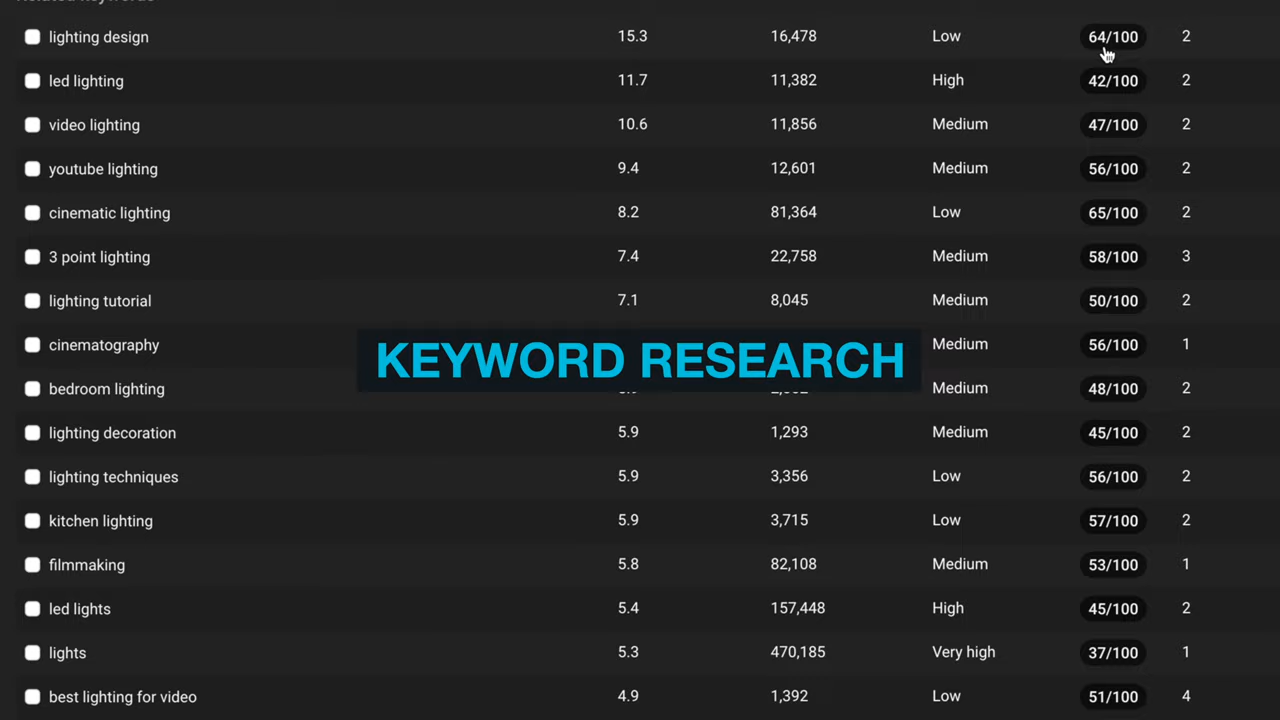 Related keywords
lighting design 15.3 16,478 Low 64/100 2
led lighting 11.7 11,382 High 42/100 2
video lighting 10.6 11,856 Medium 47/100 2
youtube lighting 9.4 12,601 Medium 56/100 2
cinematic lighting 8.2 81,364 Low 65/100 2
3 point lighting 7.4 22,758 Medium 58/100 3
lighting tutorial 7.1 8,045 Medium 50/100 2
cinematography Medium 56/100 1
KEYWORD RESEARCH
bedroom lighting Medium 48/100 2
lighting decoration 5.9 1,293 Medium 45/100 2
lighting techniques 5.9 3,356 Low 56/100 2
kitchen lighting 5.9 3,715 Low 57/100 2
filmmaking 5.8 82,108 Medium 53/100 1
led lights 5.4 157,448 High 45/100 2
lights 5.3 470,185 Very high 37/100 1
best lighting for video 4.9 1,392 Low 51/100 4